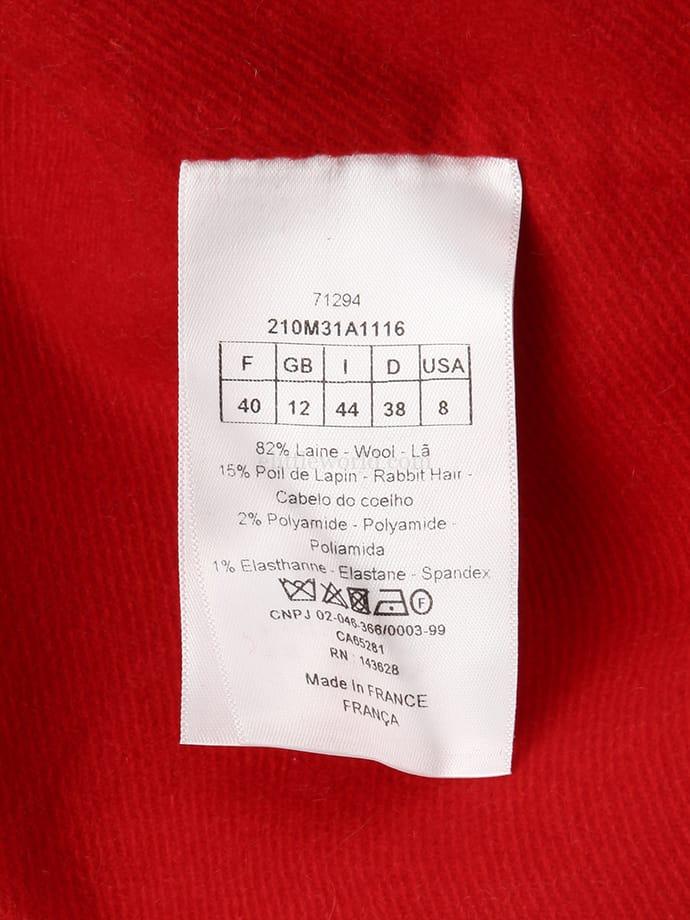 71294
210M31A1116
F GB I D USA
40 12 44 38 8
82% Laine - Wool - Lã
15% Poil de Lapin - Rabbit Hair -
Cabelo do coelho
2% Polyamide - Polyamide -
Poliamida
1% Elasthanne - Elastane - Spandex
F
CNPJ 02-046-366/0003-99
CA65281
RN : 143628
Made In FRANCE
FRANÇA